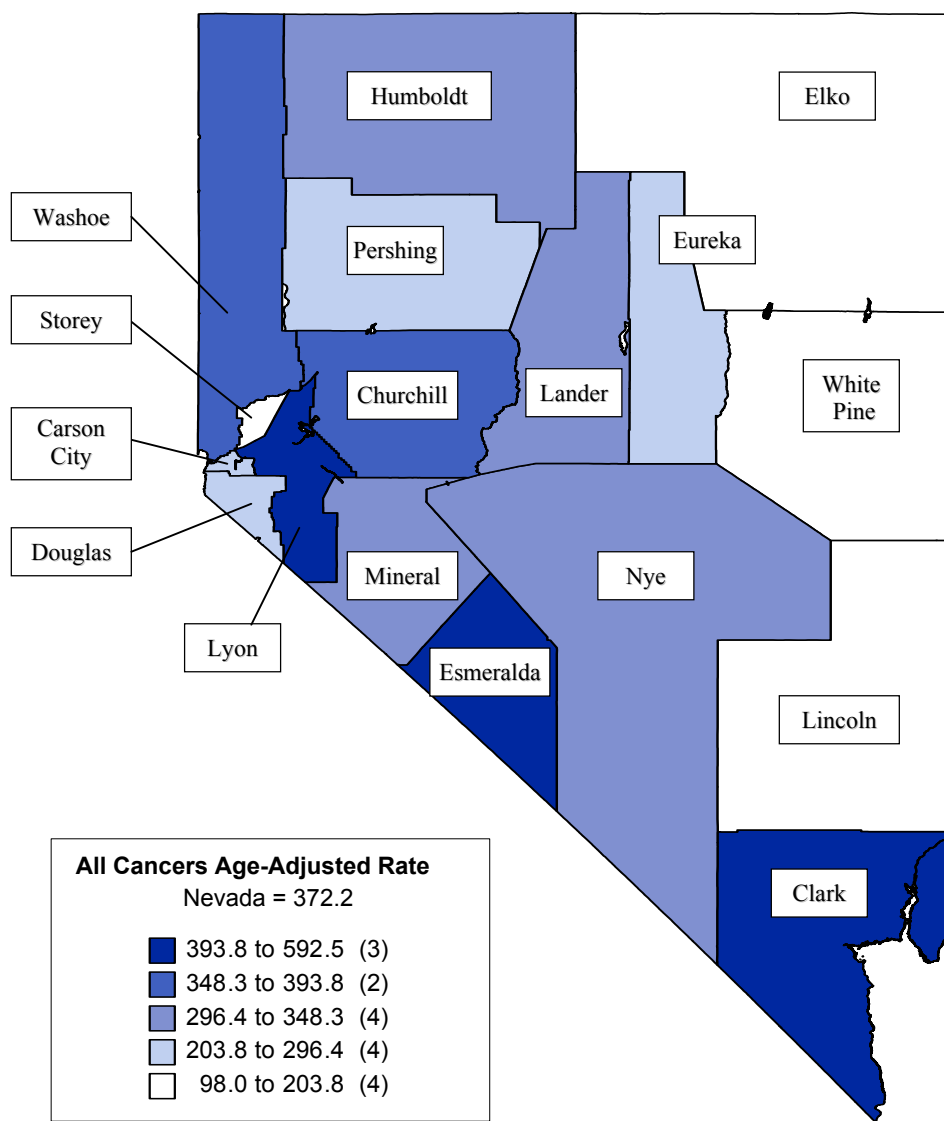 Humboldt
Elko
Washoe
Pershing
Eureka
Storey
Churchill
Lander
White
Pine
Carson
City
Douglas
Mineral
Nye
Lyon
Esmeralda
Lincoln
All Cancers Age-Adjusted Rate
Nevada = 372.2
393.8 to 592.5 (3)
348.3 to 393.8 (2)
296.4 to 348.3 (4)
203.8 to 296.4 (4)
98.0 to 203.8 (4)
Clark